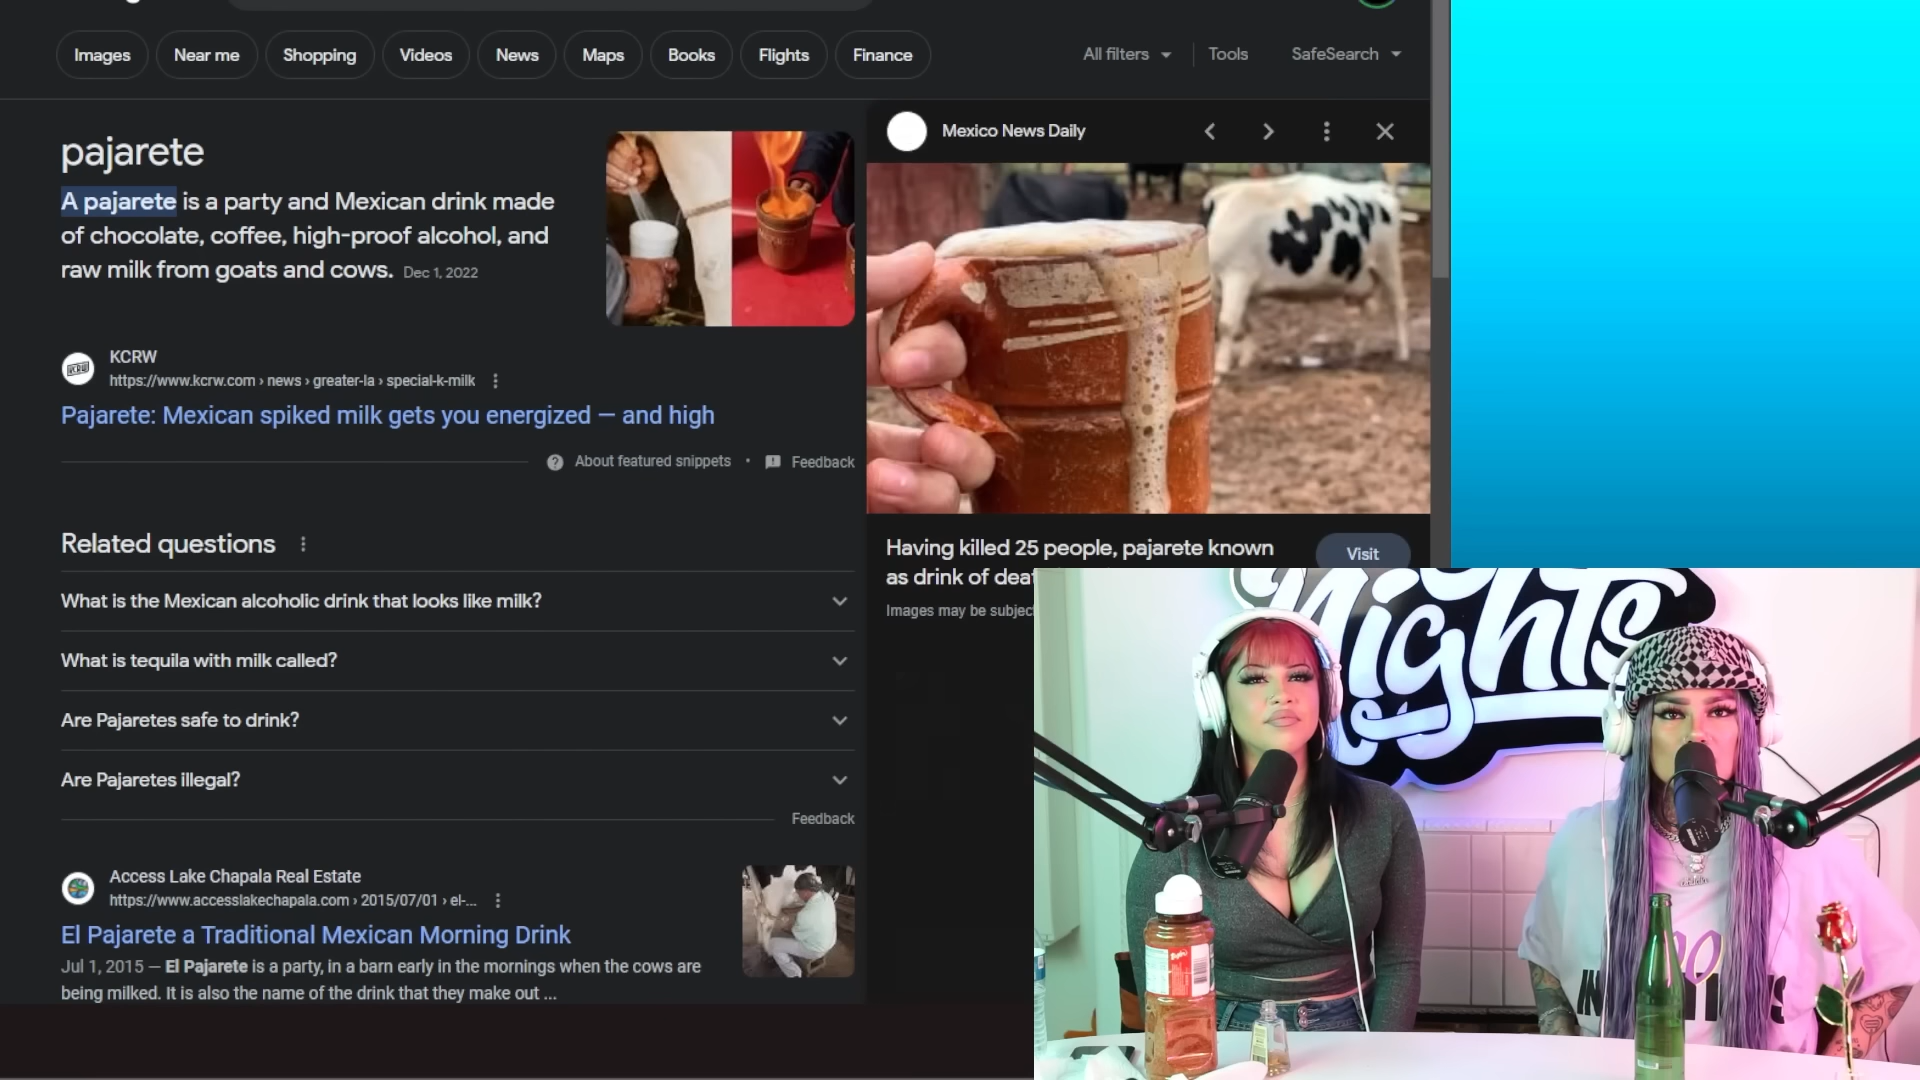 Images
Near me
Shopping
Videos
News
Maps
Books
Flights
Finance
All filters
Tools
SafeSearch
pajarete
A pajarete is a party and Mexican drink made
of chocolate, coffee, high-proof alcohol, and
raw milk from goats and cows. Dec 1, 2022
KCRW
https://www.kcrw.com › news › greater-la › special-k-milk
Pajarete: Mexican spiked milk gets you energized — and high
About featured snippets • Feedback
Related questions
What is the Mexican alcoholic drink that looks like milk?
What is tequila with milk called?
Are Pajaretes safe to drink?
Are Pajaretes illegal?
Feedback
Access Lake Chapala Real Estate
https://www.accesslakechapala.com › 2015/07/01 › el-...
El Pajarete a Traditional Mexican Morning Drink
Jul 1, 2015 — El Pajarete is a party, in a barn early in the mornings when the cows are
being milked. It is also the name of the drink that they make out ...
Mexico News Daily
Having killed 25 people, pajarete known
as drink of
Visit
Images may be
Nights